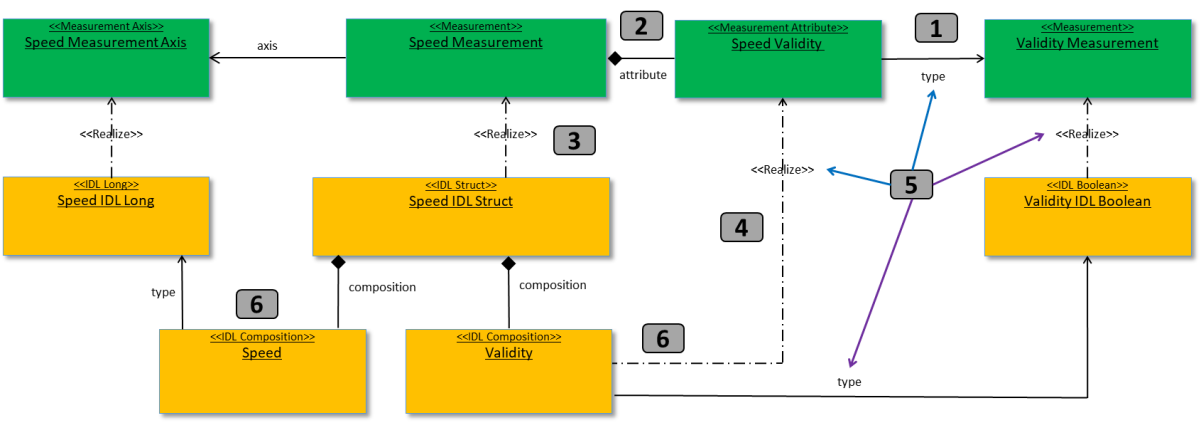 <<Measurement Axis>>
Speed Measurement Axis
axis
<<Measurement>>
Speed Measurement
2
attribute
<<Measurement Attribute>>
Speed Validity
1
type
<<Measurement>>
Validity Measurement
<<Realize>>
<<Realize>>
3
<<Realize>>
<<Realize>>
<<IDL Long>>
Speed IDL Long
<<IDL Struct>>
Speed IDL Struct
4
5
<<IDL Boolean>>
Validity IDL Boolean
type
6
composition
composition
<<IDL Composition>>
Speed
<<IDL Composition>>
Validity
6
type